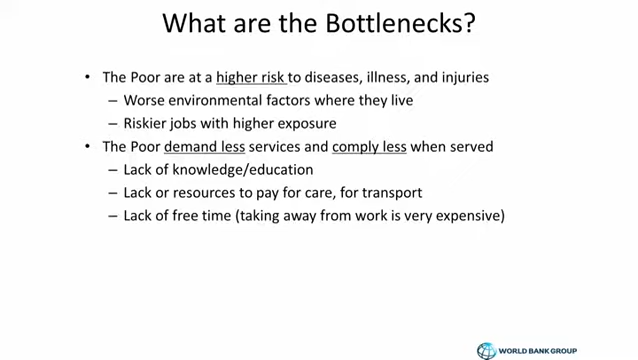 What are the Bottlenecks?
• The Poor are at a higher risk to diseases, illness, and injuries
– Worse environmental factors where they live
– Riskier jobs with higher exposure
• The Poor demand less services and comply less when served
– Lack of knowledge/education
– Lack or resources to pay for care, for transport
– Lack of free time (taking away from work is very expensive)
WORLD BANK GROUP